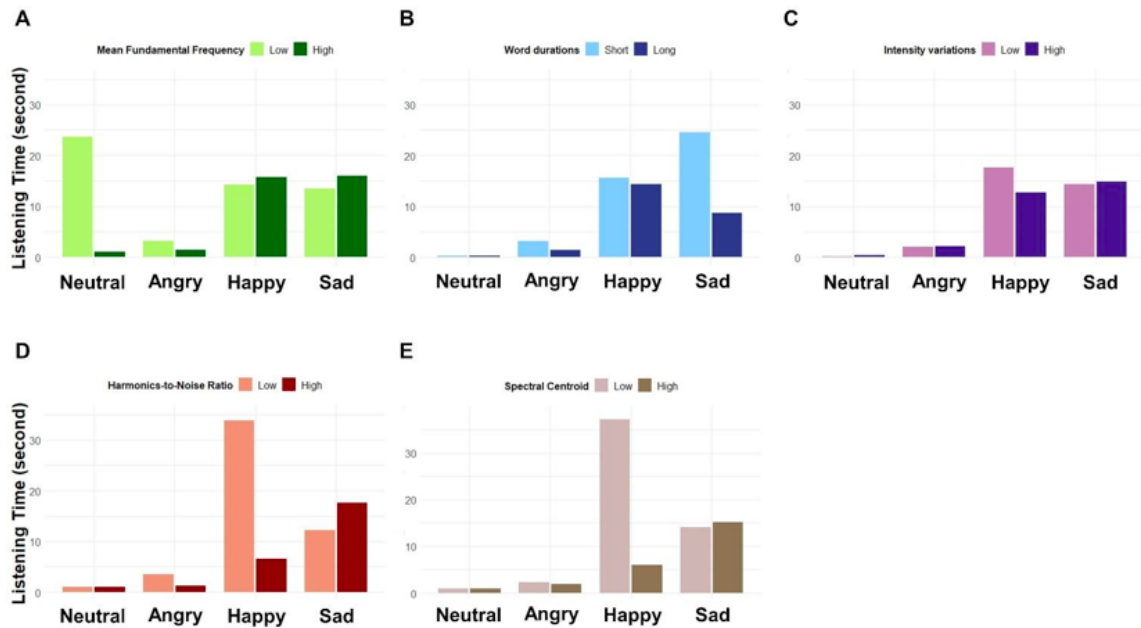 A
Mean Fundamental Frequency Low High
Listening Time (second)
30
20
10
0
Neutral Angry Happy Sad
B
Word durations Short Long
30
20
10
0
Neutral Angry Happy Sad
C
Intensity variations Low High
30
20
10
0
Neutral Angry Happy Sad
D
Harmonics-to-Noise Ratio Low High
Listening Time (second)
30
20
10
0
Neutral Angry Happy Sad
E
Spectral Centroid Low High
30
20
10
0
Neutral Angry Happy Sad